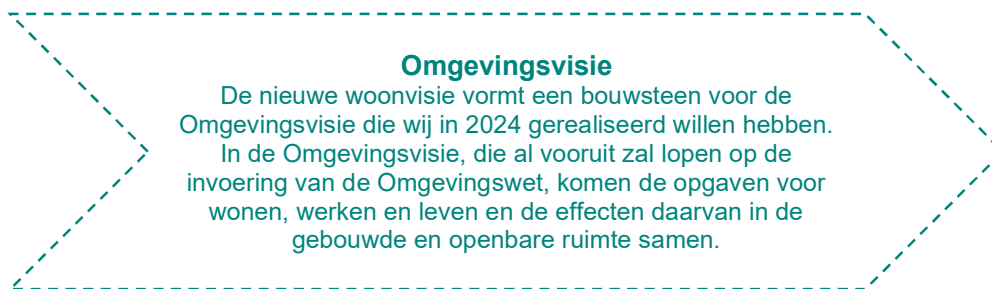 Omgevingsvisie
De nieuwe woonvisie vormt een bouwsteen voor de
Omgevingsvisie die wij in 2024 gerealiseerd willen hebben.
In de Omgevingsvisie, die al vooruit zal lopen op de
invoering van de Omgevingswet, komen de opgaven voor
wonen, werken en leven en de effecten daarvan in de
gebouwde en openbare ruimte samen.